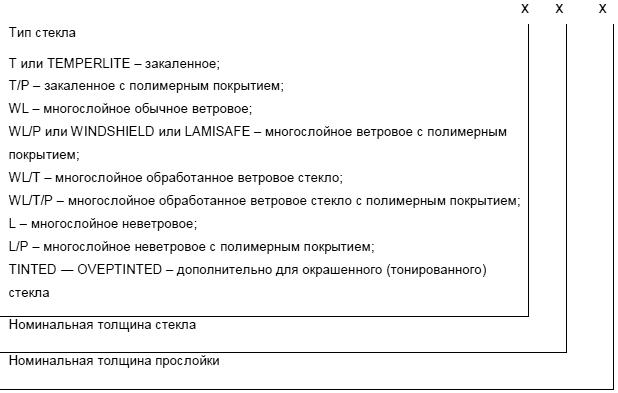 х х х
Тип стекла
Т или TEMPERLITE – закаленное;
Т/Р – закаленное с полимерным покрытием;
WL – многослойное обычное ветровое;
WL/P или WINDSHIELD или LAMISAFE – многослойное ветровое с полимерным
покрытием;
WL/T – многослойное обработанное ветровое стекло;
WL/T/P – многослойное обработанное ветровое стекло с полимерным покрытием;
L – многослойное неветровое;
L/P – многослойное неветровое с полимерным покрытием;
TINTED — OVEPTINTED – дополнительно для окрашенного (тонированного)
стекла
Номинальная толщина стекла
Номинальная толщина прослойки